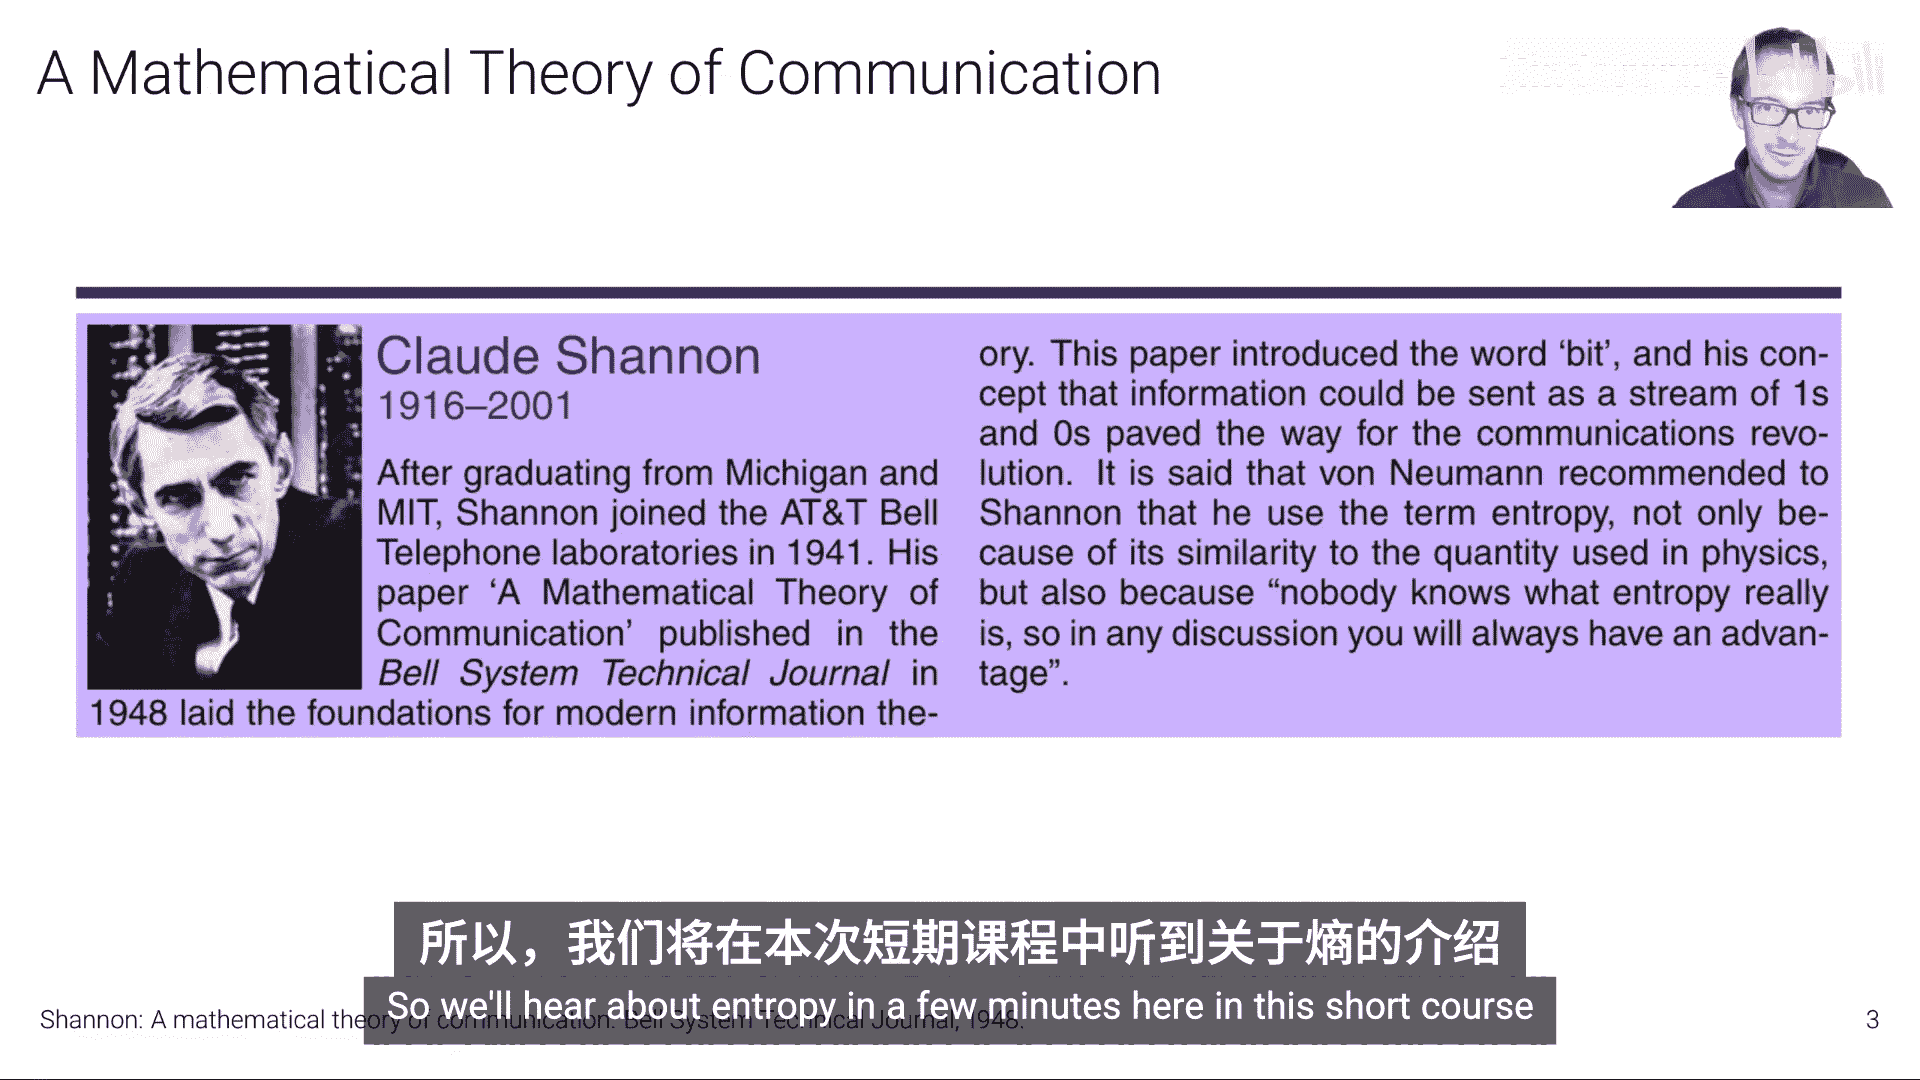 A Mathematical Theory of Communication
Claude Shannon
1916–2001
After graduating from Michigan and
MIT, Shannon joined the AT&T Bell
Telephone laboratories in 1941. His
paper ‘A Mathematical Theory of
Communication’ published in the
Bell System Technical Journal in
1948 laid the foundations for modern information the-
ory. This paper introduced the word ‘bit’, and his con-
cept that information could be sent as a stream of 1s
and 0s paved the way for the communications revo-
lution. It is said that von Neumann recommended to
Shannon that he use the term entropy, not only be-
cause of its similarity to the quantity used in physics,
but also because “nobody knows what entropy really
is, so in any discussion you will always have an advan-
tage”.
所以，我们将在本次短期课程中听到关于熵的介绍
So we'll hear about entropy in a few minutes here in this short course
Shannon: A mathematical theory of communication. Bell System Technical Journal, 1948.
3